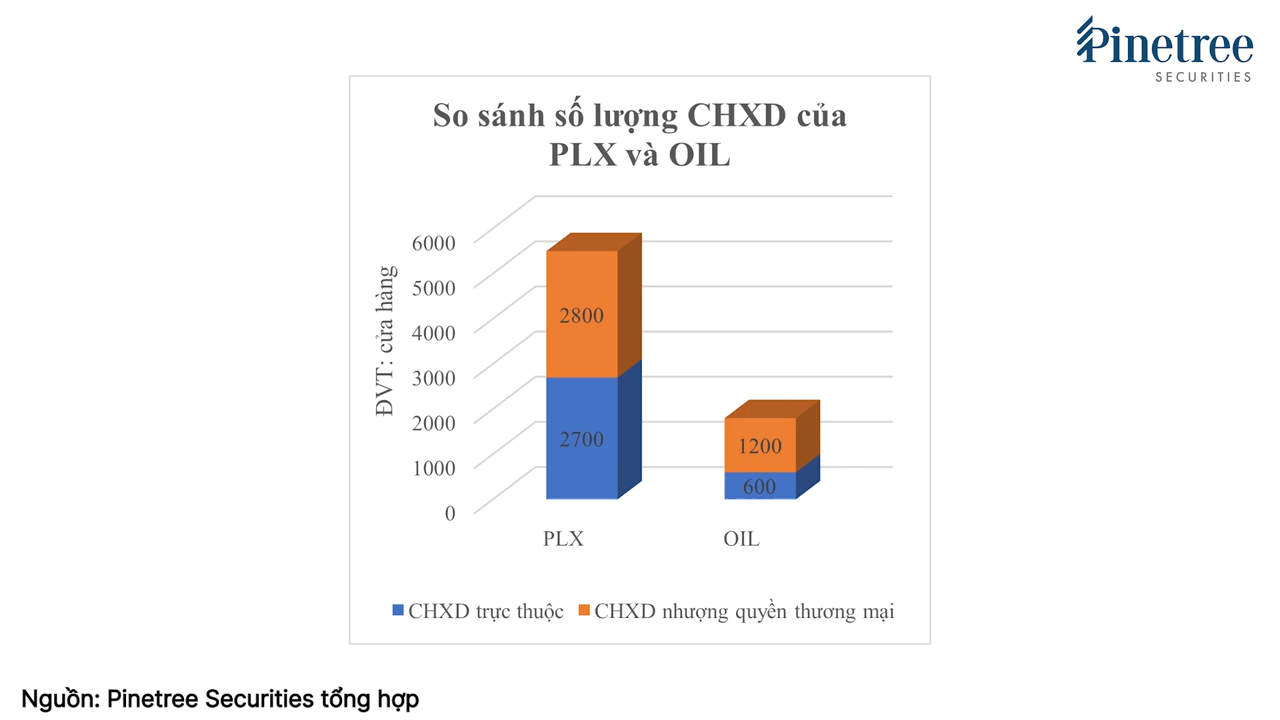 Pinetree
SECURITIES
So sánh số lượng CHXD của
PLX và OIL
ĐVT: cửa hàng
6000
5000
4000
3000
2000
1000
0
2800
2700
1200
600
PLX
OIL
CHXD trực thuộc
CHXD nhượng quyền thương mại
Nguồn: Pinetree Securities tổng hợp